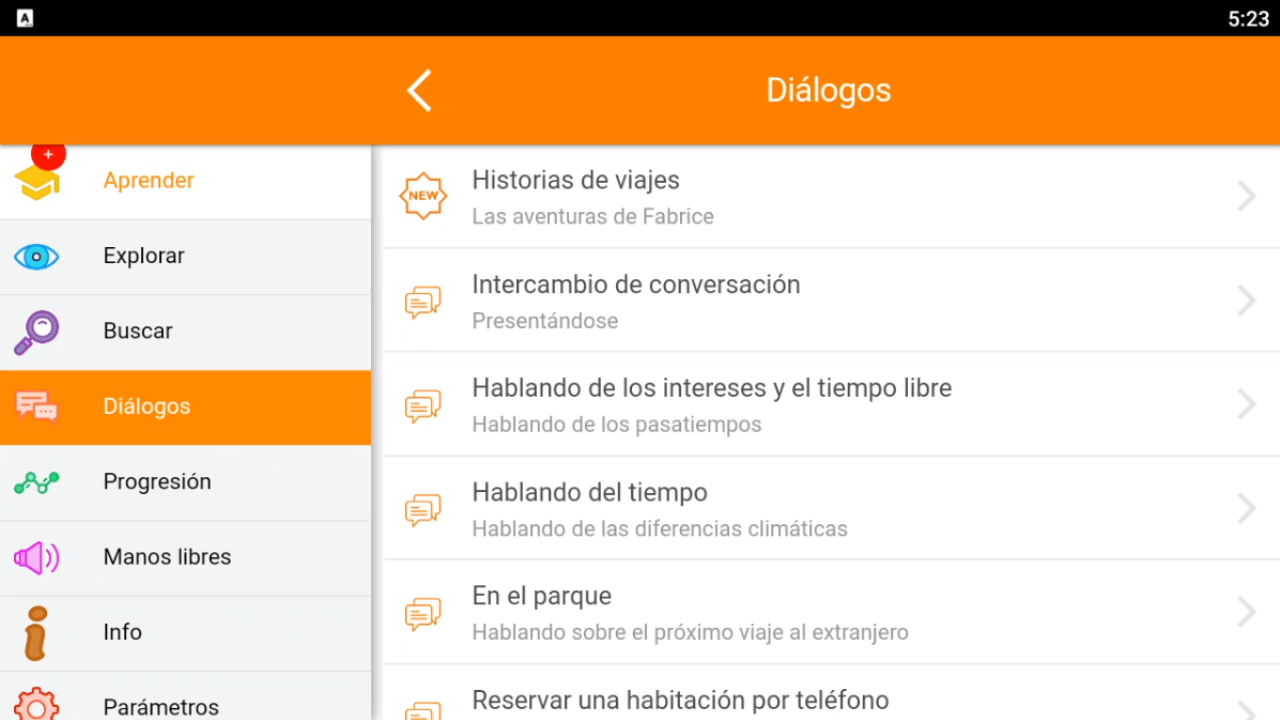 A
5:23
Diálogos
+
Aprender
Explorar
Buscar
Diálogos
Progresión
Manos libres
Info
Parámetros
NEW
Historias de viajes
Las aventuras de Fabrice
Intercambio de conversación
Presentándose
Hablando de los intereses y el tiempo libre
Hablando de los pasatiempos
Hablando del tiempo
Hablando de las diferencias climáticas
En el parque
Hablando sobre el próximo viaje al extranjero
Reservar una habitación por teléfono